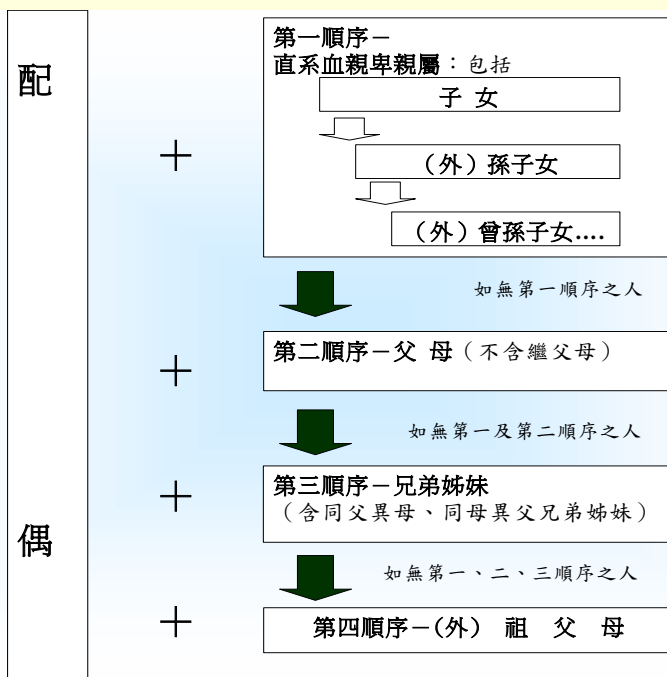 配
偶
第一順序－
直系血親卑親屬：包括
子 女
（外）孫子女
（外）曾孫子女....
＋
如無第一順序之人
第二順序－父 母（不含繼父母）
＋
如無第一及第二順序之人
第三順序－兄弟姊妹
（含同父異母、同母異父兄弟姊妹）
＋
如無第一、二、三順序之人
第四順序－(外) 祖 父 母
＋